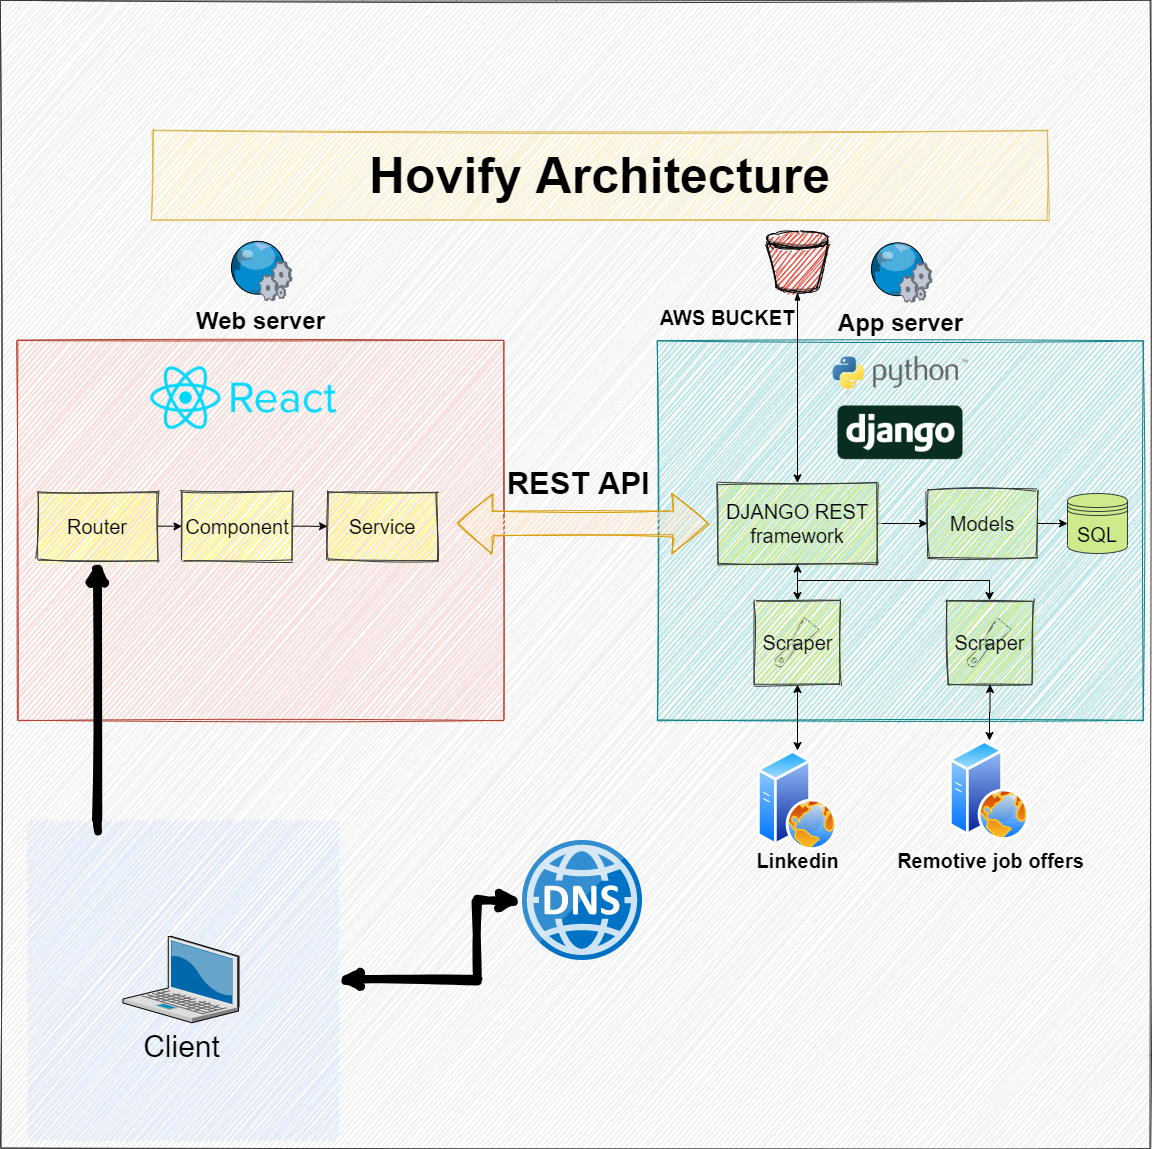 Hovify Architecture
Web server
AWS BUCKET
App server
React
python™
django
REST API
Router
Component
Service
DJANGO REST
framework
Models
SQL
Scraper
Scraper
Linkedin
Remotive job offers
DNS
Client